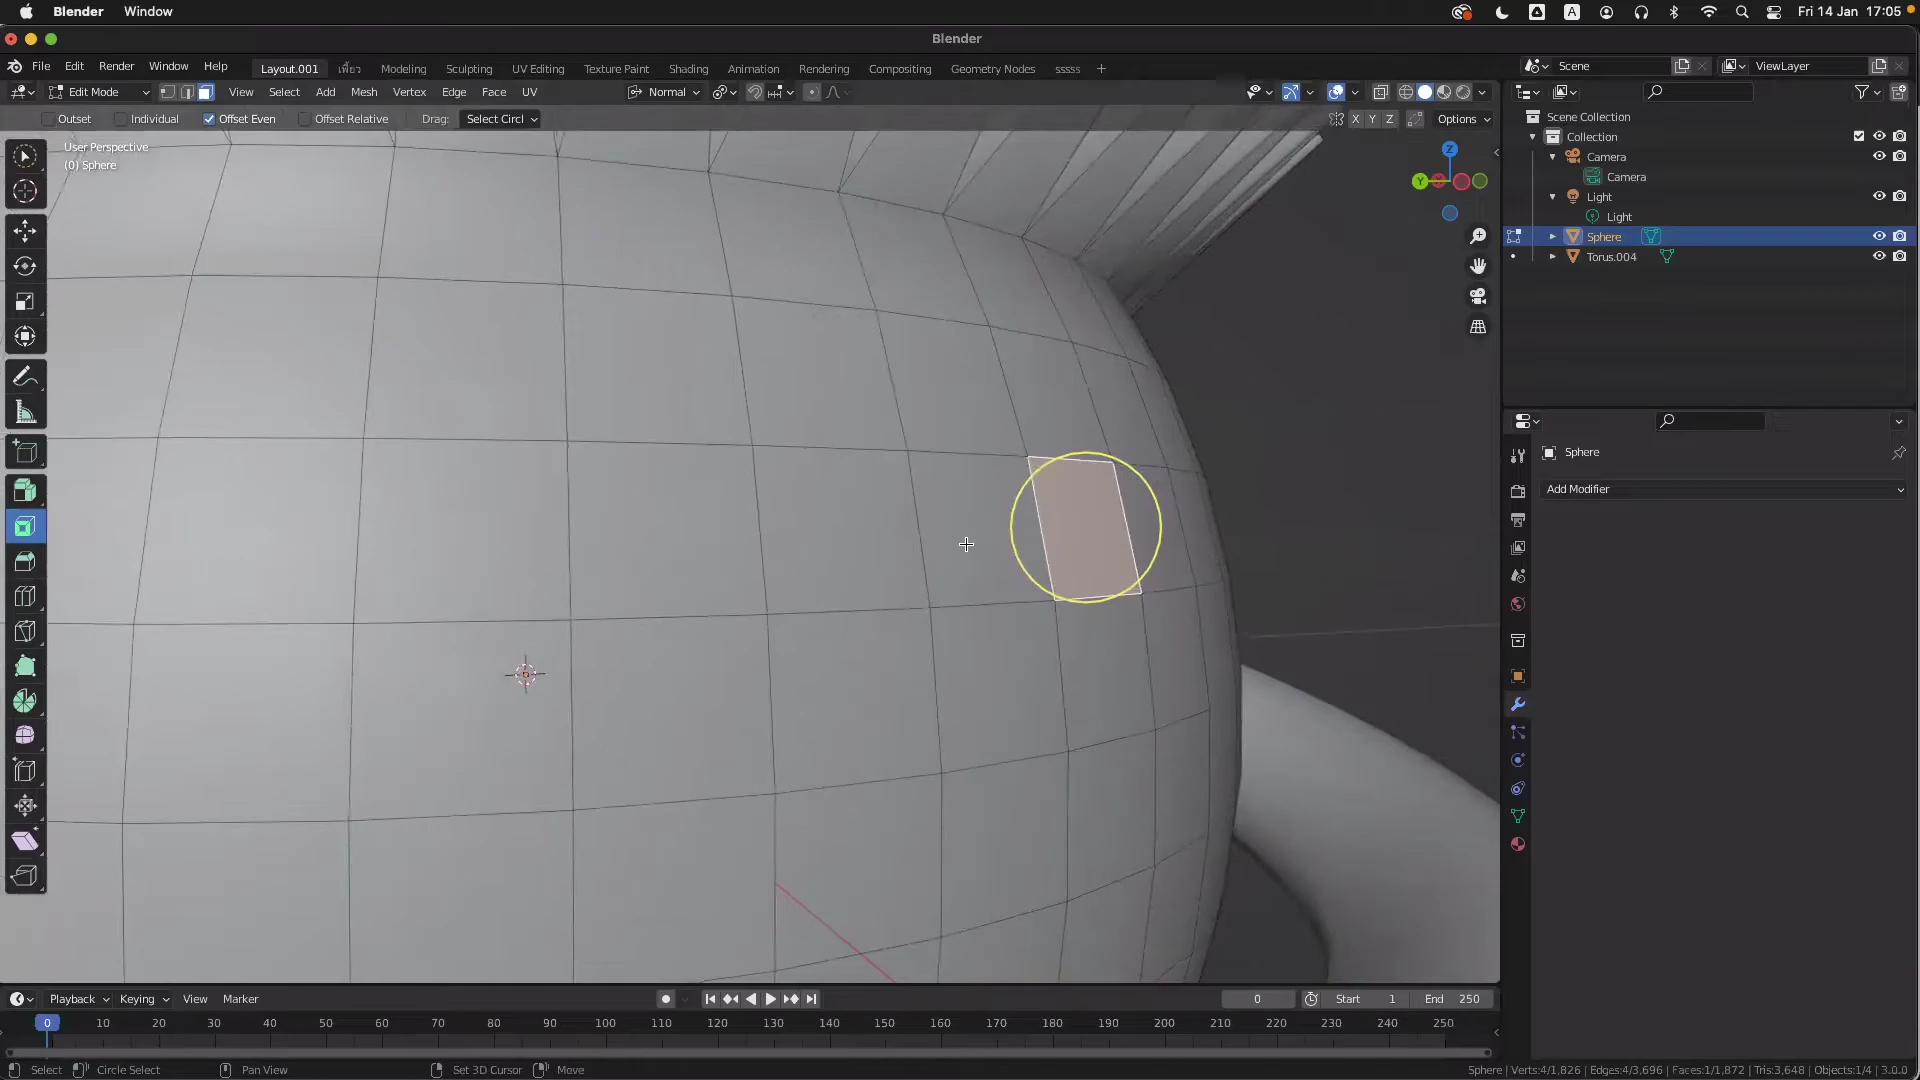 Blender Window
A
Fri 14 Jan 17:05
Blender
File Edit Render Window Help
Layout.001 เพี้ยว Modeling Sculpting UV Editing Texture Paint Shading Animation Rendering Compositing Geometry Nodes sssss +
Scene
ViewLayer
Edit Mode
View Select Add Mesh Vertex Edge Face UV
Normal
Outset Individual Offset Even Offset Relative Drag: Select Circl
X Y Z Options
User Perspective
(0) Sphere
Z
Y
Scene Collection
Collection
Camera
Camera
Light
Light
Sphere
Torus.004
Sphere
Add Modifier
Playback Keying View Marker
0 Start 1 End 250
0 10 20 30 40 50 60 70 80 90 100 110 120 130 140 150 160 170 180 190 200 210 220 230 240 250
Select Circle Select Pan View Set 3D Cursor Move
Sphere | Verts:4/1,826 | Edges:4/3,696 | Faces:1/1,872 | Tris:3,648 | Objects:1/4 | 3.0.0